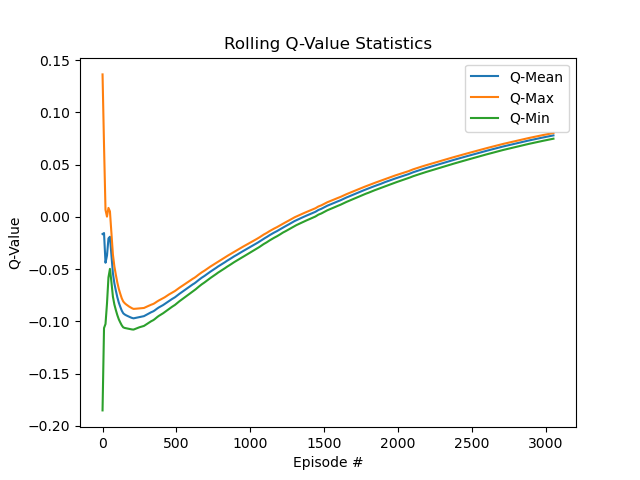 Rolling Q-Value Statistics
Q-Value
0.15
0.10
0.05
0.00
−0.05
−0.10
−0.15
−0.20
Q-Mean
Q-Max
Q-Min
0 500 1000 1500 2000 2500 3000
Episode #